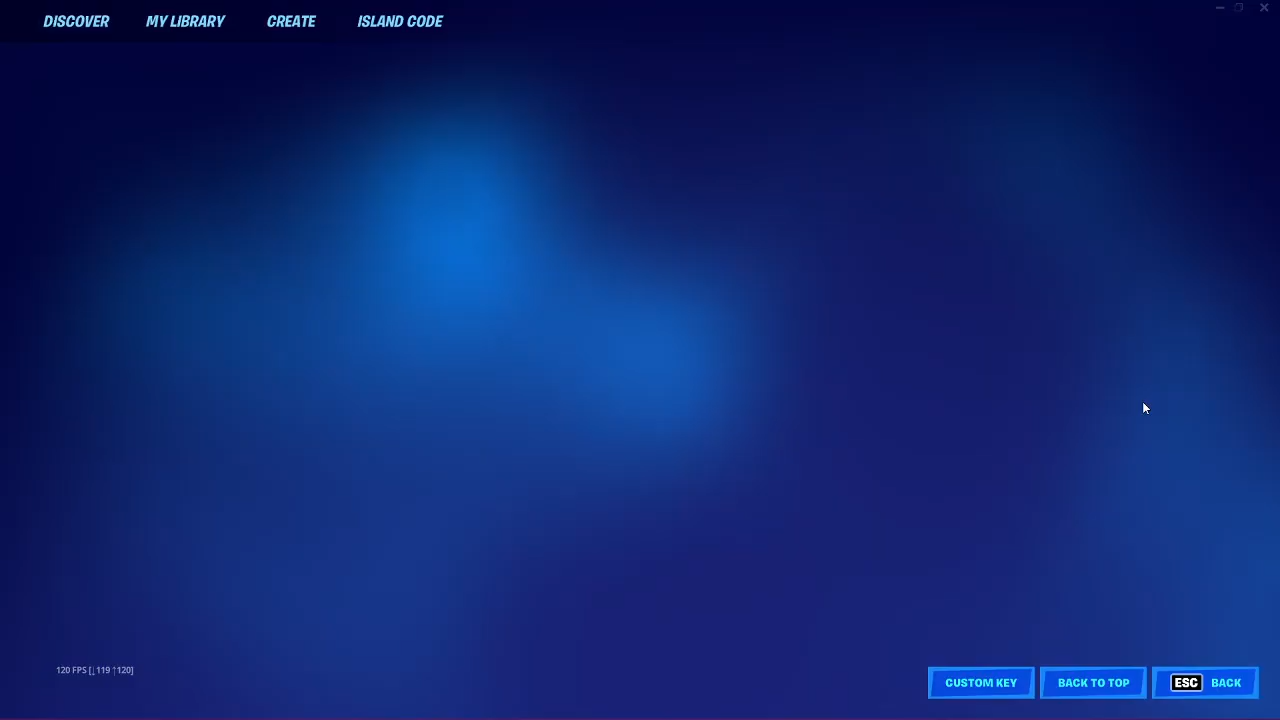 DISCOVER MY LIBRARY CREATE ISLAND CODE
120 FPS [↓119 ↑120]
CUSTOM KEY BACK TO TOP ESC BACK